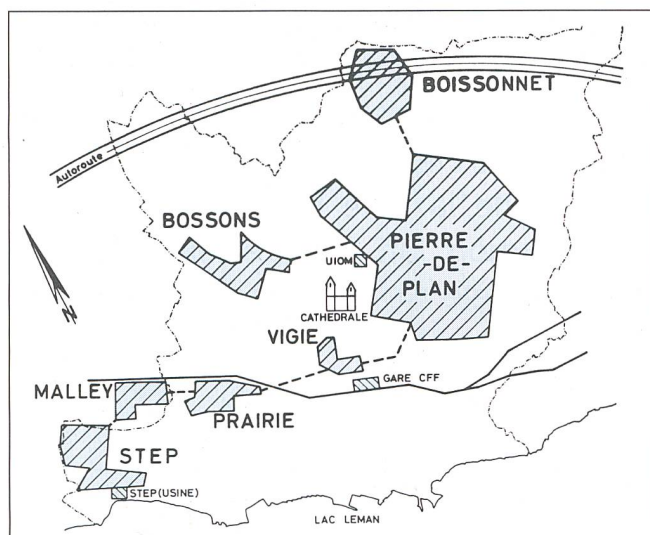 BOISSONNET
Autoroute
BOSSONS
PIERRE
-DE-
PLAN
UIOM
CATHEDRALE
N
VIGIE
GARE CFF
MALLEY
PRAIRIE
STEP
STEP(USINE)
LAC LEMAN